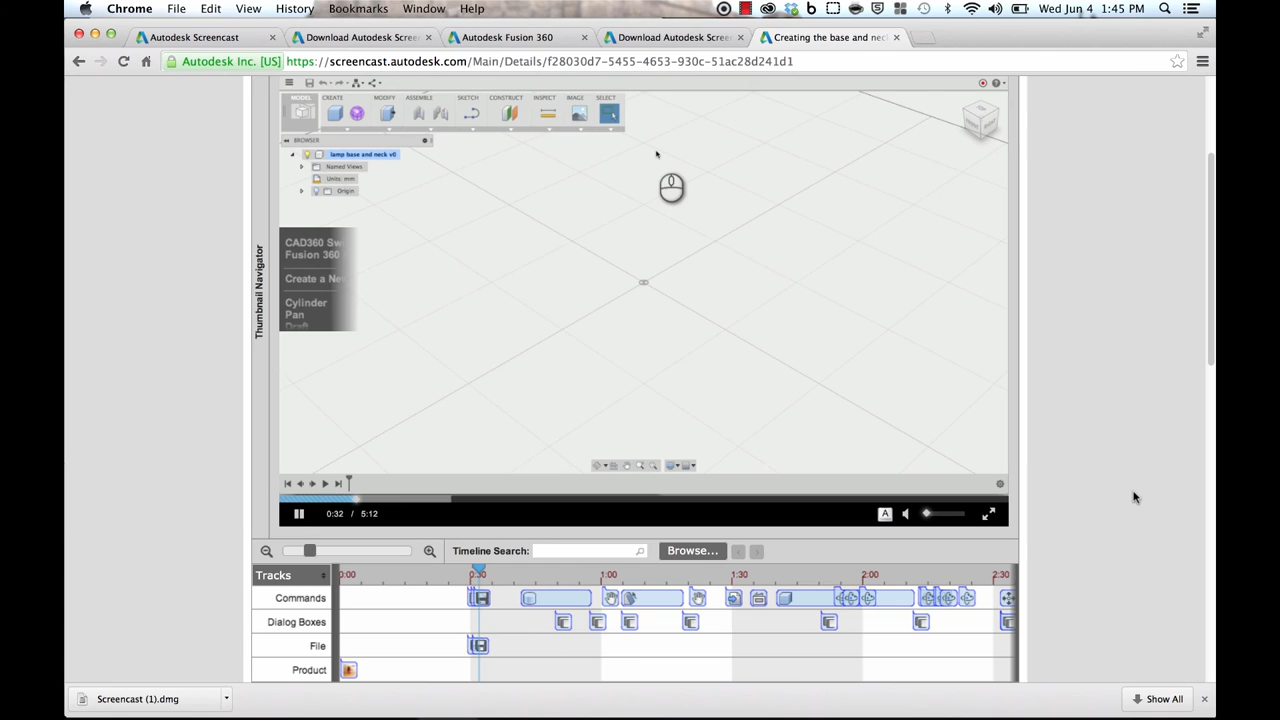 Chrome File Edit View History Bookmarks Window Help Wed Jun 4 1:45 PM
Autodesk Screencast Download Autodesk Scree Autodesk Fusion 360 Download Autodesk Scree Creating the base and nec
Autodesk Inc. [US] https://screencast.autodesk.com/Main/Details/f28030d7-5455-4653-930c-51ac28d241d1
MODEL CREATE MODIFY ASSEMBLE SKETCH CONSTRUCT INSPECT IMAGE SELECT
BROWSER
lamp base and neck v0
Named Views
Units: mm
Origin
CAD360 Sw
Fusion 360
Create a Ne
Cylinder
Pan
Draft
Thumbnail Navigator
0:32 / 5:12 A
Timeline Search: Browse...
Tracks 0:00 0:30 1:00 1:30 2:00 2:30
Commands
Dialog Boxes
File
Product
Screencast (1).dmg Show All